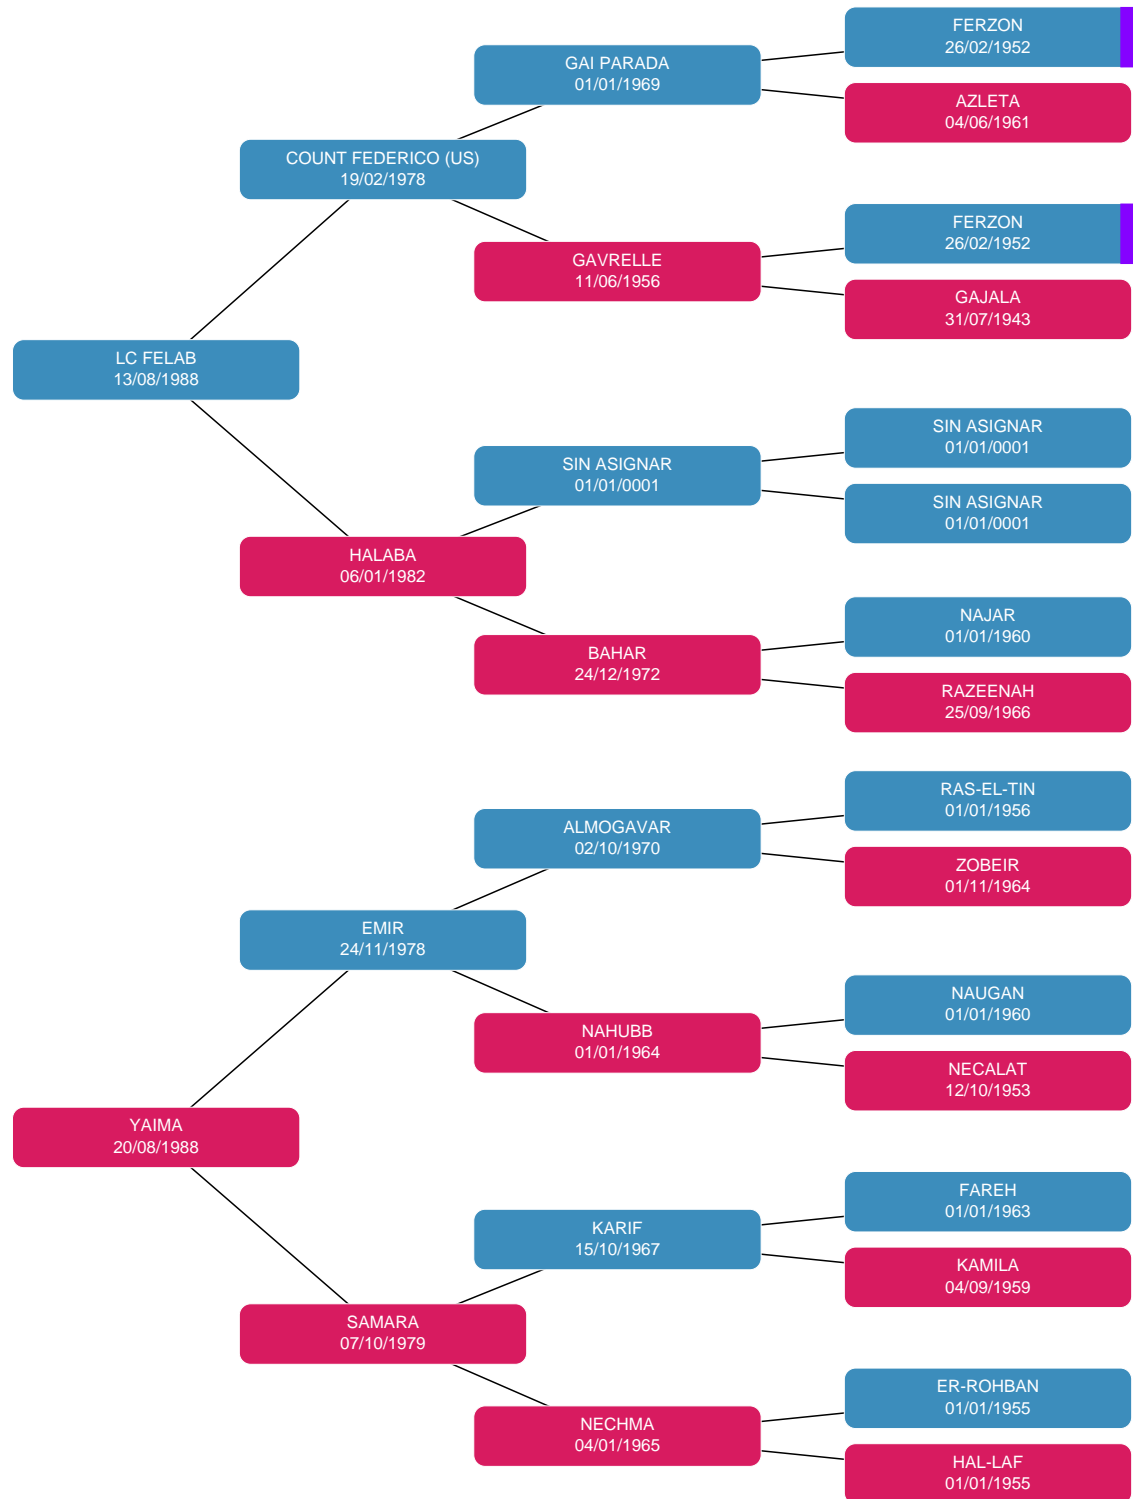 FERZON
26/02/1952
GAI PARADA
01/01/1969
AZLETA
04/06/1961
COUNT FEDERICO (US)
19/02/1978
FERZON
26/02/1952
GAVRELLE
11/06/1956
GAJALA
31/07/1943
LC FELAB
13/08/1988
SIN ASIGNAR
01/01/0001
SIN ASIGNAR
01/01/0001
SIN ASIGNAR
01/01/0001
HALABA
06/01/1982
NAJAR
01/01/1960
BAHAR
24/12/1972
RAZEENAH
25/09/1966
RAS-EL-TIN
01/01/1956
ALMOGAVAR
02/10/1970
ZOBEIR
01/11/1964
EMIR
24/11/1978
NAUGAN
01/01/1960
NAHUBB
01/01/1964
NECALAT
12/10/1953
YAIMA
20/08/1988
FAREH
01/01/1963
KARIF
15/10/1967
KAMILA
04/09/1959
SAMARA
07/10/1979
ER-ROHBAN
01/01/1955
NECHMA
04/01/1965
HAL-LAF
01/01/1955